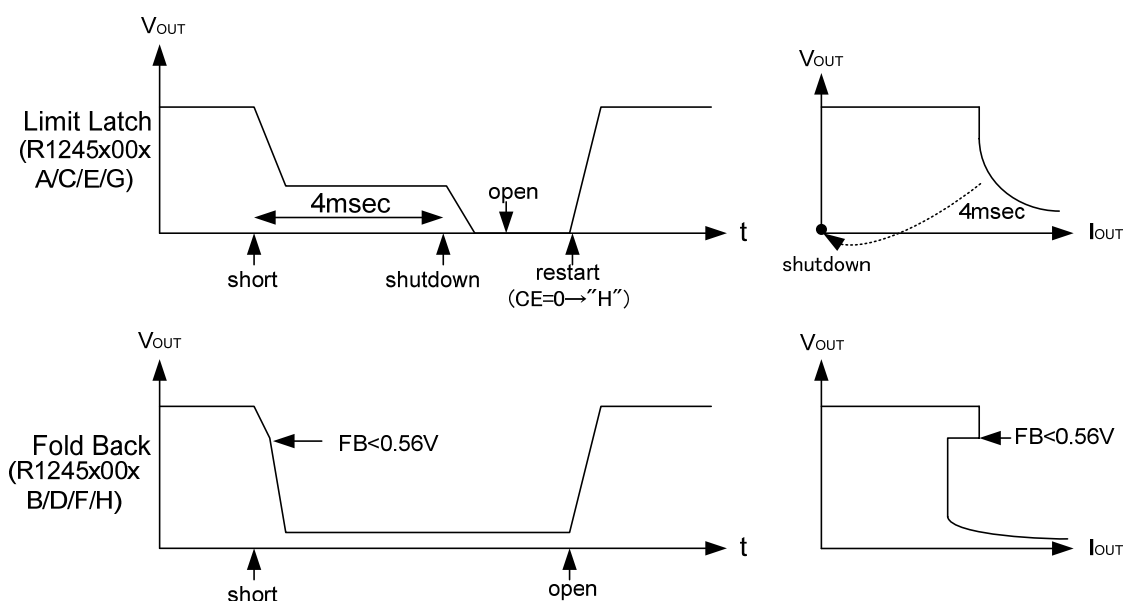 VOUT
Limit Latch
(R1245x00x
A/C/E/G)
4msec
open
t
short
shutdown
restart
(CE=0→"H")
VOUT
4msec
IOUT
shutdown
VOUT
Fold Back
(R1245x00x
B/D/F/H)
FB<0.56V
t
short
open
VOUT
FB<0.56V
IOUT